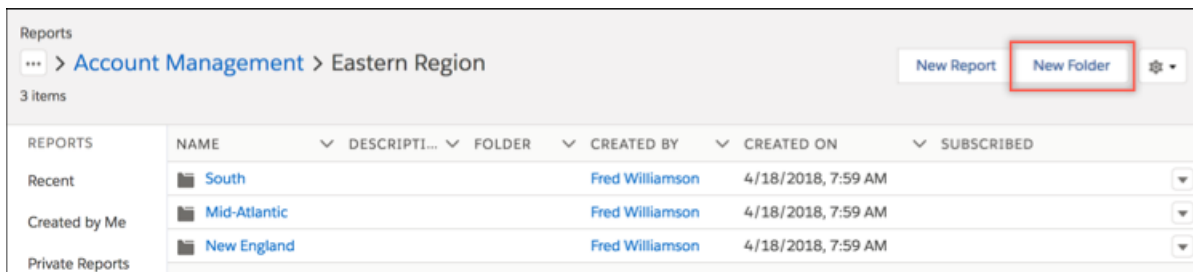 Reports
... > Account Management > Eastern Region
New Report New Folder
3 items
REPORTS NAME DESCRIPTI... FOLDER CREATED BY CREATED ON SUBSCRIBED
Recent South Fred Williamson 4/18/2018, 7:59 AM
Created by Me Mid-Atlantic Fred Williamson 4/18/2018, 7:59 AM
New England Fred Williamson 4/18/2018, 7:59 AM
Private Reports